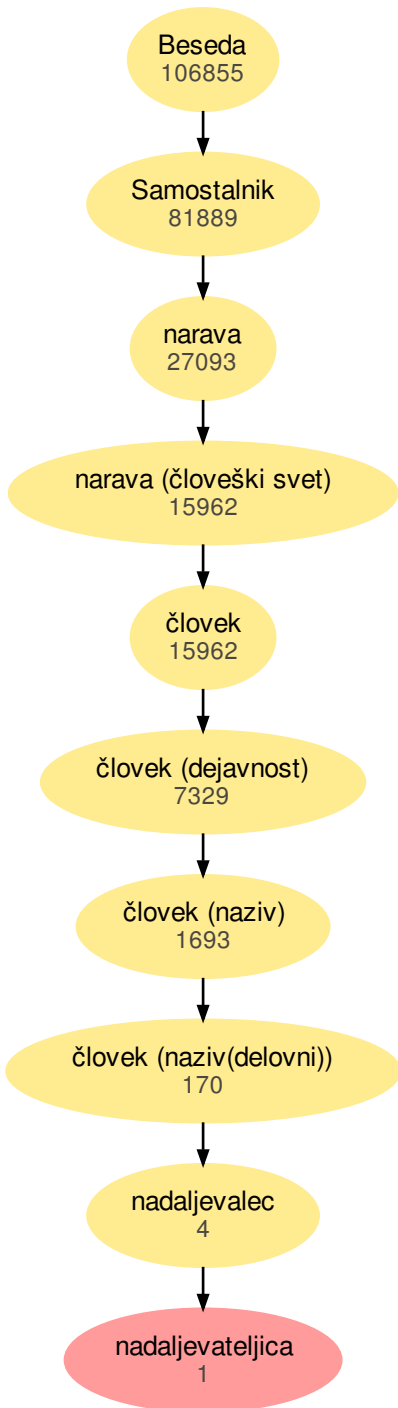 Beseda
106855
Samostalnik
81889
narava
27093
narava (človeški svet)
15962
človek
15962
človek (dejavnost)
7329
človek (naziv)
1693
človek (naziv(delovni))
170
nadaljevalec
4
nadaljevateljica
1